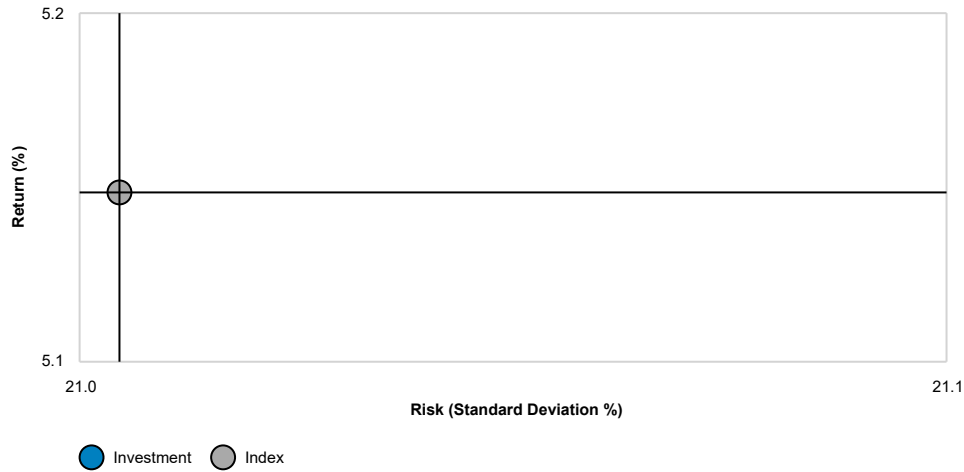 5.2
Return (%)
5.1
21.0
21.1
Risk (Standard Deviation %)
Investment
Index